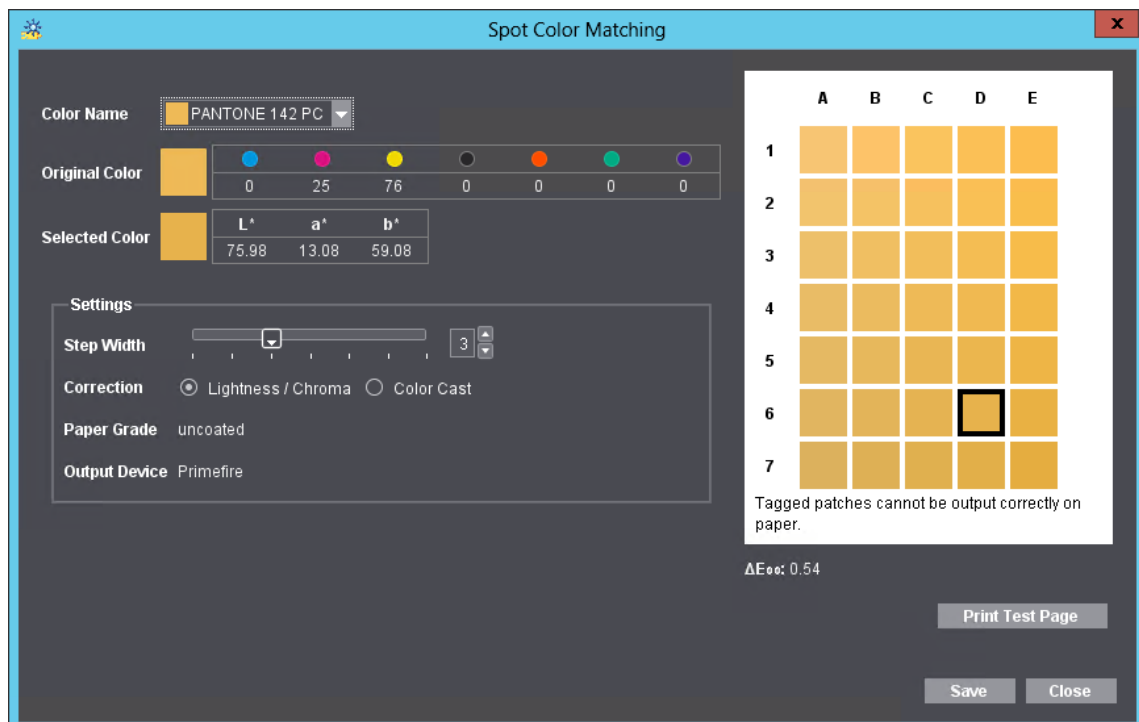 Spot Color Matching
x
Color Name PANTONE 142 PC
Original Color
0 25 76 0 0 0 0
Selected Color
L* a* b*
75.98 13.08 59.08
Settings
Step Width 3
Correction Lightness / Chroma Color Cast
Paper Grade uncoated
Output Device Primefire
A B C D E
1
2
3
4
5
6
7
Tagged patches cannot be output correctly on
paper.
ΔE₀₀: 0.54
Print Test Page
Save Close